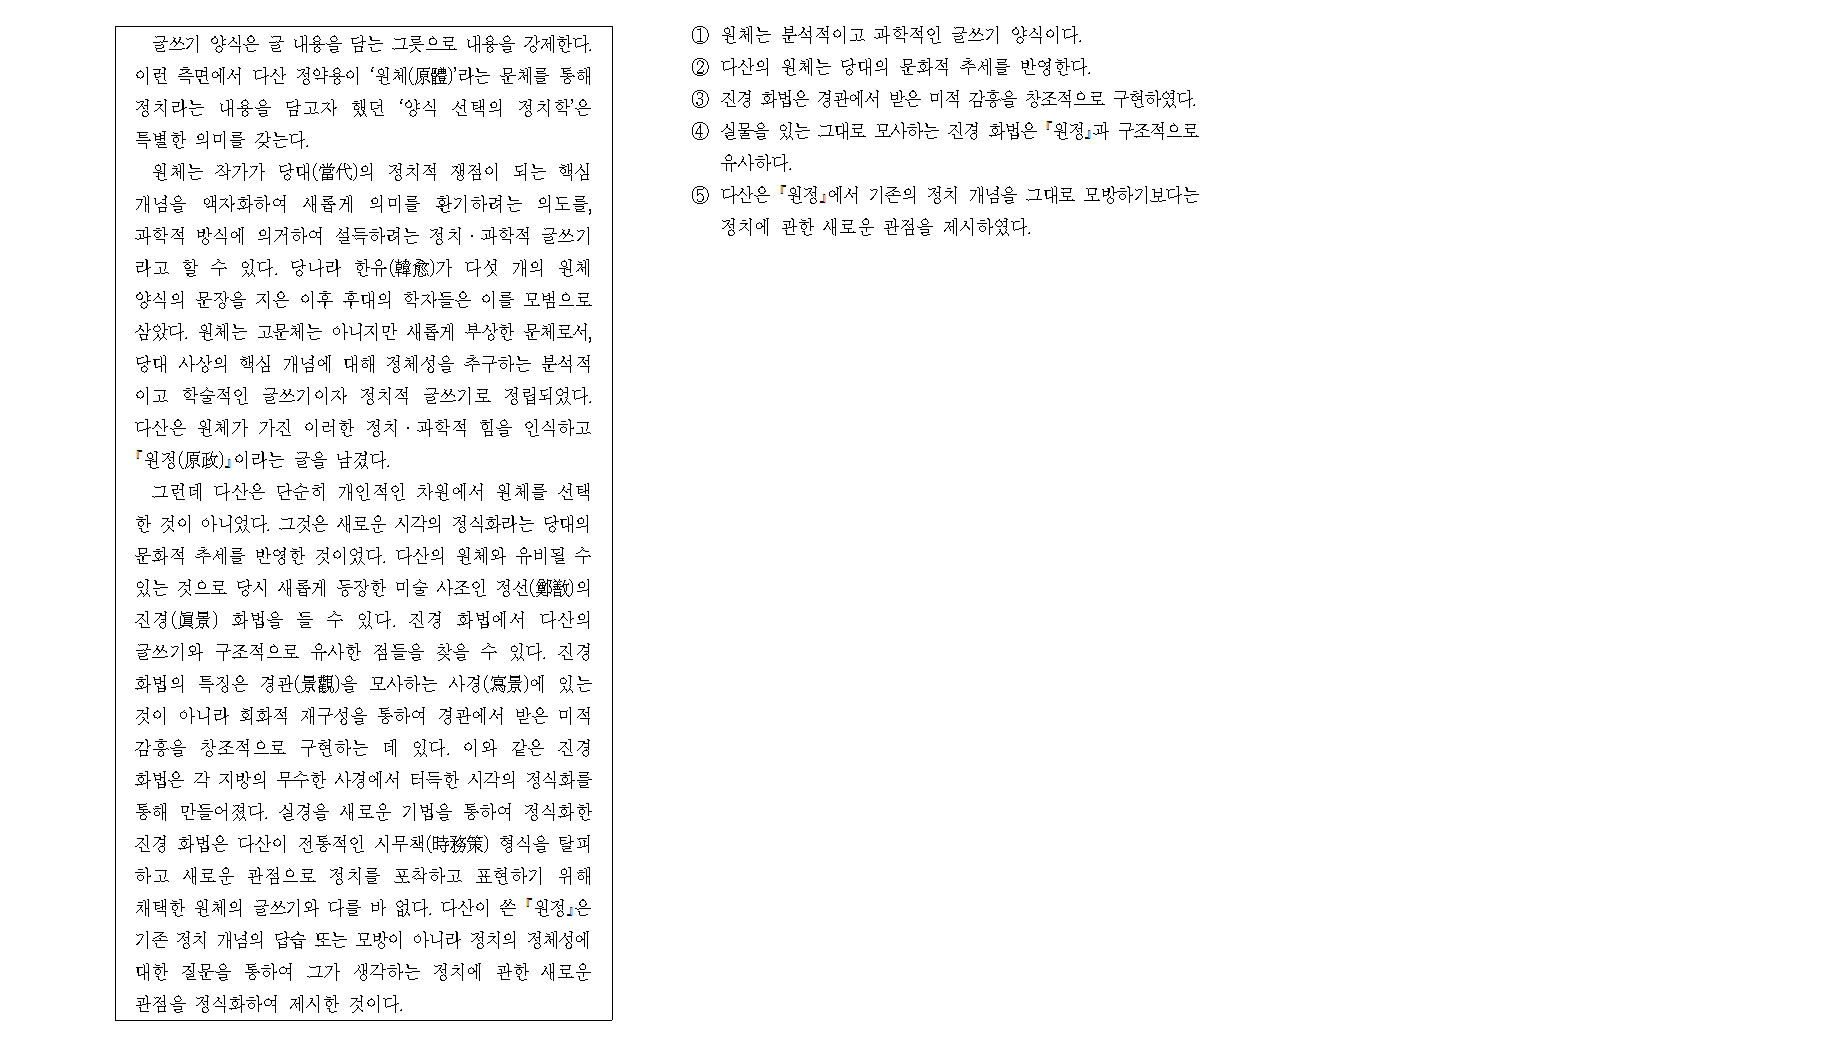 글쓰기 양식은 글 내용을 담는 그릇으로 내용을 강제한다.
이런 측면에서 다산 정약용이 ‘원체(原體)’라는 문체를 통해
정치라는 내용을 담고자 했던 ‘양식 선택의 정치학’은
특별한 의미를 갖는다.
원체는 작가가 당대(當代)의 정치적 쟁점이 되는 핵심
개념을 액자화하여 새롭게 의미를 환기하려는 의도를,
과학적 방식에 의거하여 설득하려는 정치·과학적 글쓰기
라고 할 수 있다. 당나라 한유(韓愈)가 다섯 개의 원체
양식의 문장을 지은 이후 후대의 학자들은 이를 모범으로
삼았다. 원체는 고문체는 아니지만 새롭게 부상한 문체로서,
당대 사상의 핵심 개념에 대해 정체성을 추구하는 분석적
이고 학술적인 글쓰기이자 정치적 글쓰기로 정립되었다.
다산은 원체가 가진 이러한 정치·과학적 힘을 인식하고
『원정(原政)』이라는 글을 남겼다.
그런데 다산은 단순히 개인적인 차원에서 원체를 선택
한 것이 아니었다. 그것은 새로운 시각의 정식화라는 당대의
문화적 추세를 반영한 것이었다. 다산의 원체와 유비될 수
있는 것으로 당시 새롭게 등장한 미술 사조인 정선(鄭敾)의
진경(眞景) 화법을 들 수 있다. 진경 화법에서 다산의
글쓰기와 구조적으로 유사한 점들을 찾을 수 있다. 진경
화법의 특징은 경관(景觀)을 모사하는 사경(寫景)에 있는
것이 아니라 회화적 재구성을 통하여 경관에서 받은 미적
감흥을 창조적으로 구현하는 데 있다. 이와 같은 진경
화법은 각 지방의 무수한 사경에서 터득한 시각의 정식화를
통해 만들어졌다. 실경을 새로운 기법을 통하여 정식화한
진경 화법은 다산이 전통적인 시무책(時務策) 형식을 탈피
하고 새로운 관점으로 정치를 포착하고 표현하기 위해
채택한 원체의 글쓰기와 다를 바 없다. 다산이 쓴 『원정』은
기존 정치 개념의 답습 또는 모방이 아니라 정치의 정체성에
대한 질문을 통하여 그가 생각하는 정치에 관한 새로운
관점을 정식화하여 제시한 것이다.
① 원체는 분석적이고 과학적인 글쓰기 양식이다.
② 다산의 원체는 당대의 문화적 추세를 반영한다.
③ 진경 화법은 경관에서 받은 미적 감흥을 창조적으로 구현하였다.
④ 실물을 있는 그대로 모사하는 진경 화법은 『원정』과 구조적으로
유사하다.
⑤ 다산은 『원정』에서 기존의 정치 개념을 그대로 모방하기보다는
정치에 관한 새로운 관점을 제시하였다.